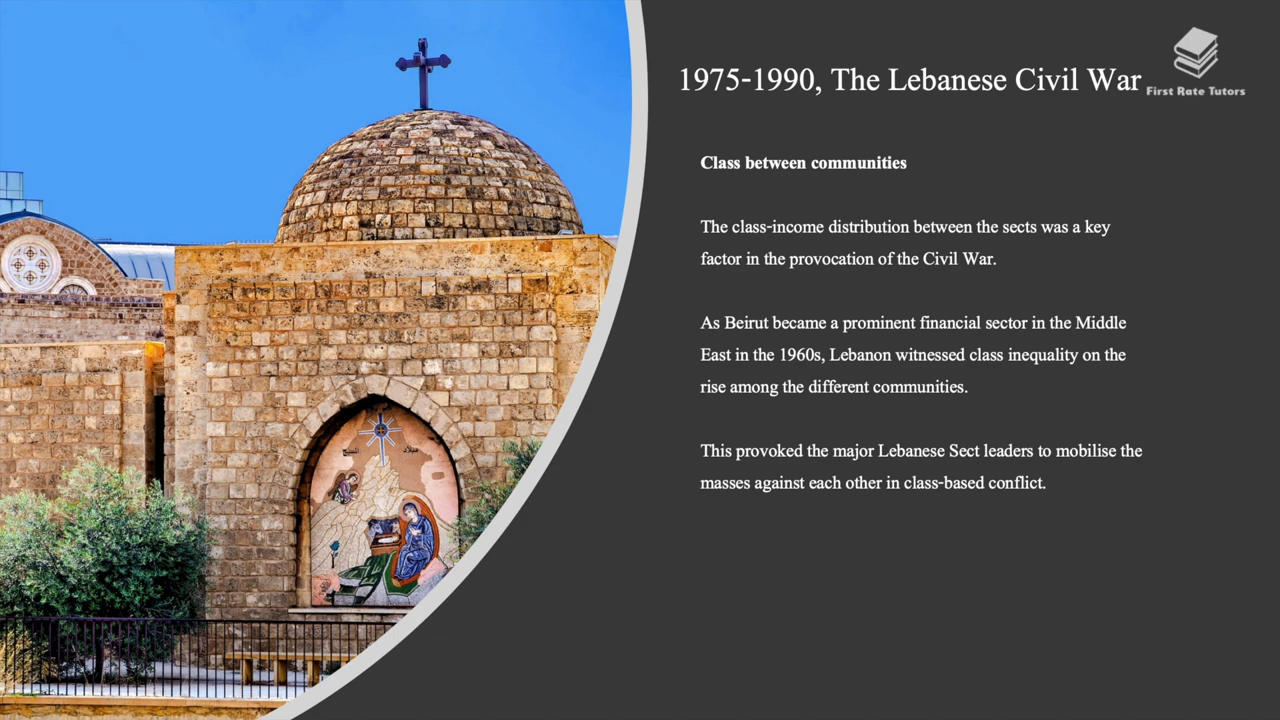 1975-1990, The Lebanese Civil War
First Rate Tutors
Class between communities
The class-income distribution between the sects was a key
factor in the provocation of the Civil War.
As Beirut became a prominent financial sector in the Middle
East in the 1960s, Lebanon witnessed class inequality on the
rise among the different communities.
This provoked the major Lebanese Sect leaders to mobilise the
masses against each other in class-based conflict.
ميلاد المسيح